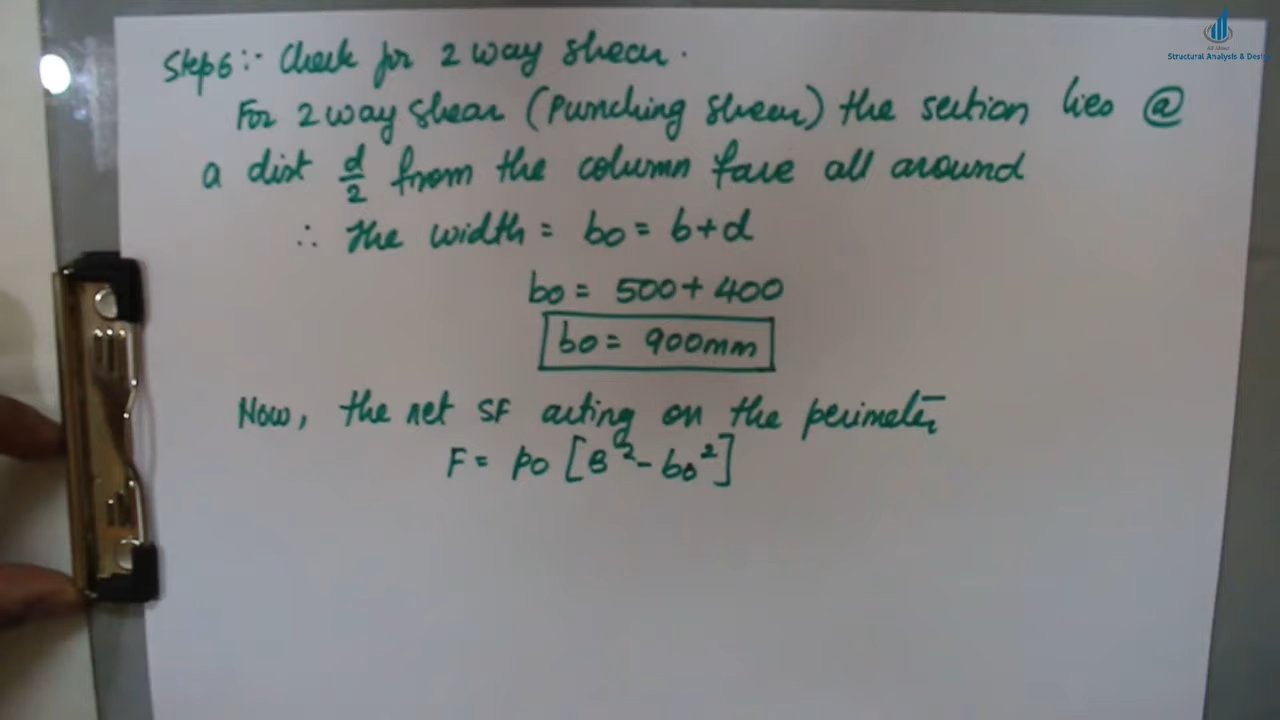 Step6:- Check for 2 way shear.
For 2 way shear (Punching shear) the section lies @
a dist d/2 from the column face all around
∴ the width = bo = b+d
bo = 500+400
bo = 900mm
Now, the net SF acting on the perimeter,
F = po [B² - bo²]
All About
Structural Analysis & Design